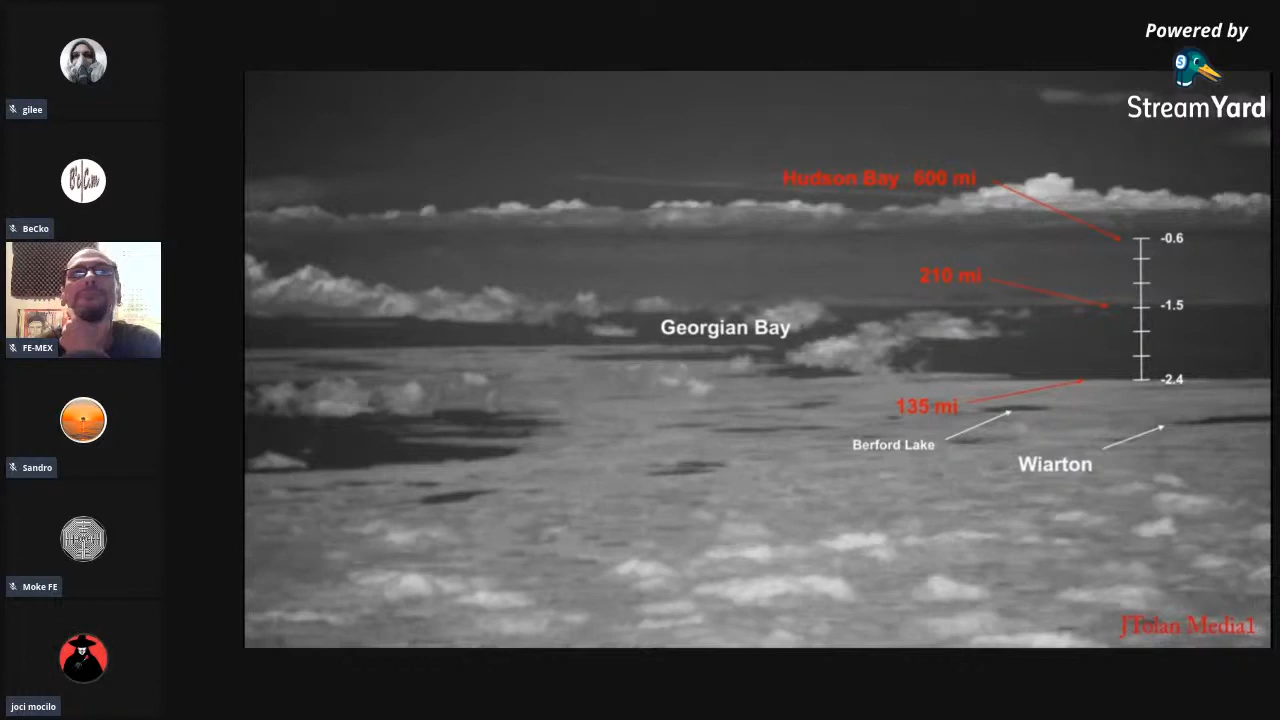 Powered by
StreamYard
gilee
BeCko
FE-MEX
Sandro
Moke FE
joci mocilo
Hudson Bay 600 mi
-0.6
210 mi
-1.5
Georgian Bay
-2.4
135 mi
Berford Lake
Wiarton
JTolan Media1